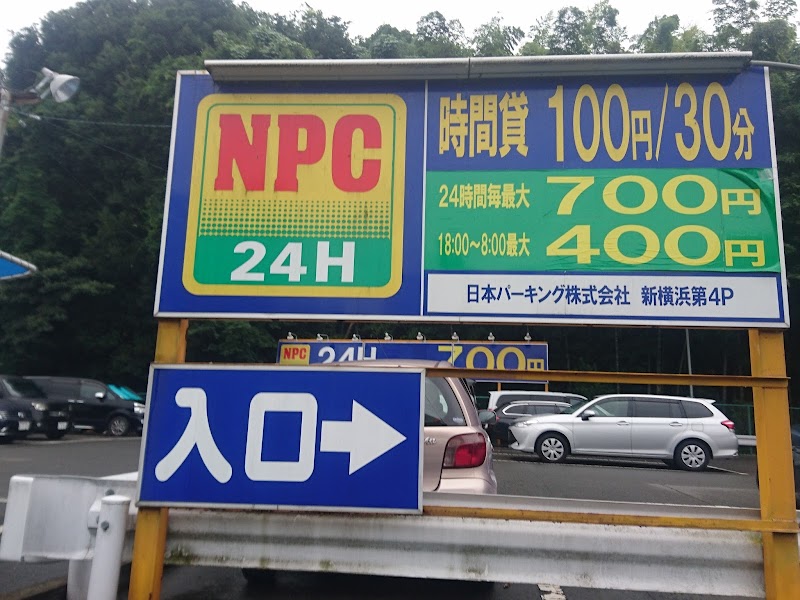 NPC
24H
時間貸 100円/30分
24時間毎最大 700円
18:00～8:00最大 400円
日本パーキング株式会社 新横浜第4P
NPC 24H 700円
入口→